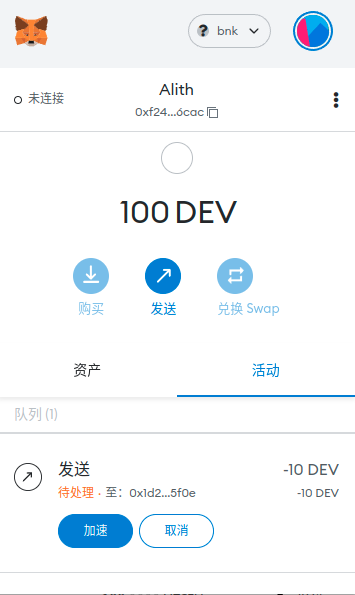 bnk
未连接
Alith
0xf24...6cac
100 DEV
购买
发送
兑换 Swap
资产
活动
队列 (1)
发送
-10 DEV
待处理 · 至：0x1d2...5f0e
-10 DEV
加速
取消